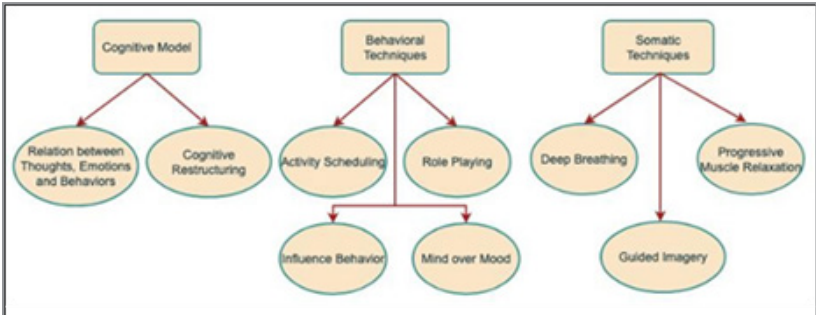 Cognitive Model
Behavioral
Techniques
Somatic
Techniques
Relation between
Thoughts, Emotions
and Behaviors
Cognitive
Restructuring
Activity Scheduling
Role Playing
Deep Breathing
Progressive
Muscle Relaxation
Influence Behavior
Mind over Mood
Guided Imagery